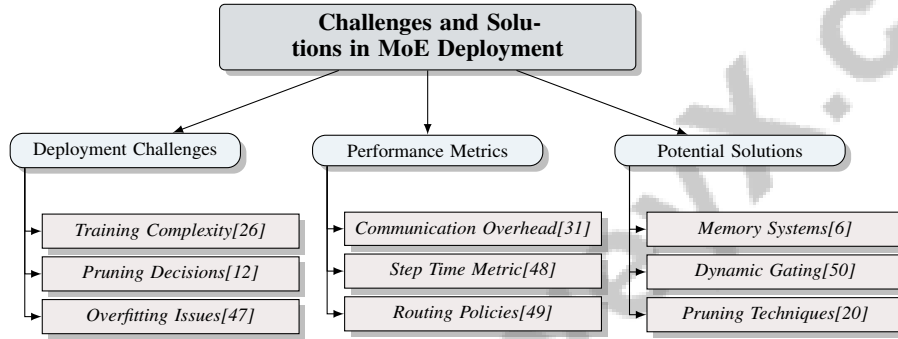 Challenges and Solu-
tions in MoE Deployment
Deployment Challenges
Training Complexity[26]
Pruning Decisions[12]
Overfitting Issues[47]
Performance Metrics
Communication Overhead[31]
Step Time Metric[48]
Routing Policies[49]
Potential Solutions
Memory Systems[6]
Dynamic Gating[50]
Pruning Techniques[20]